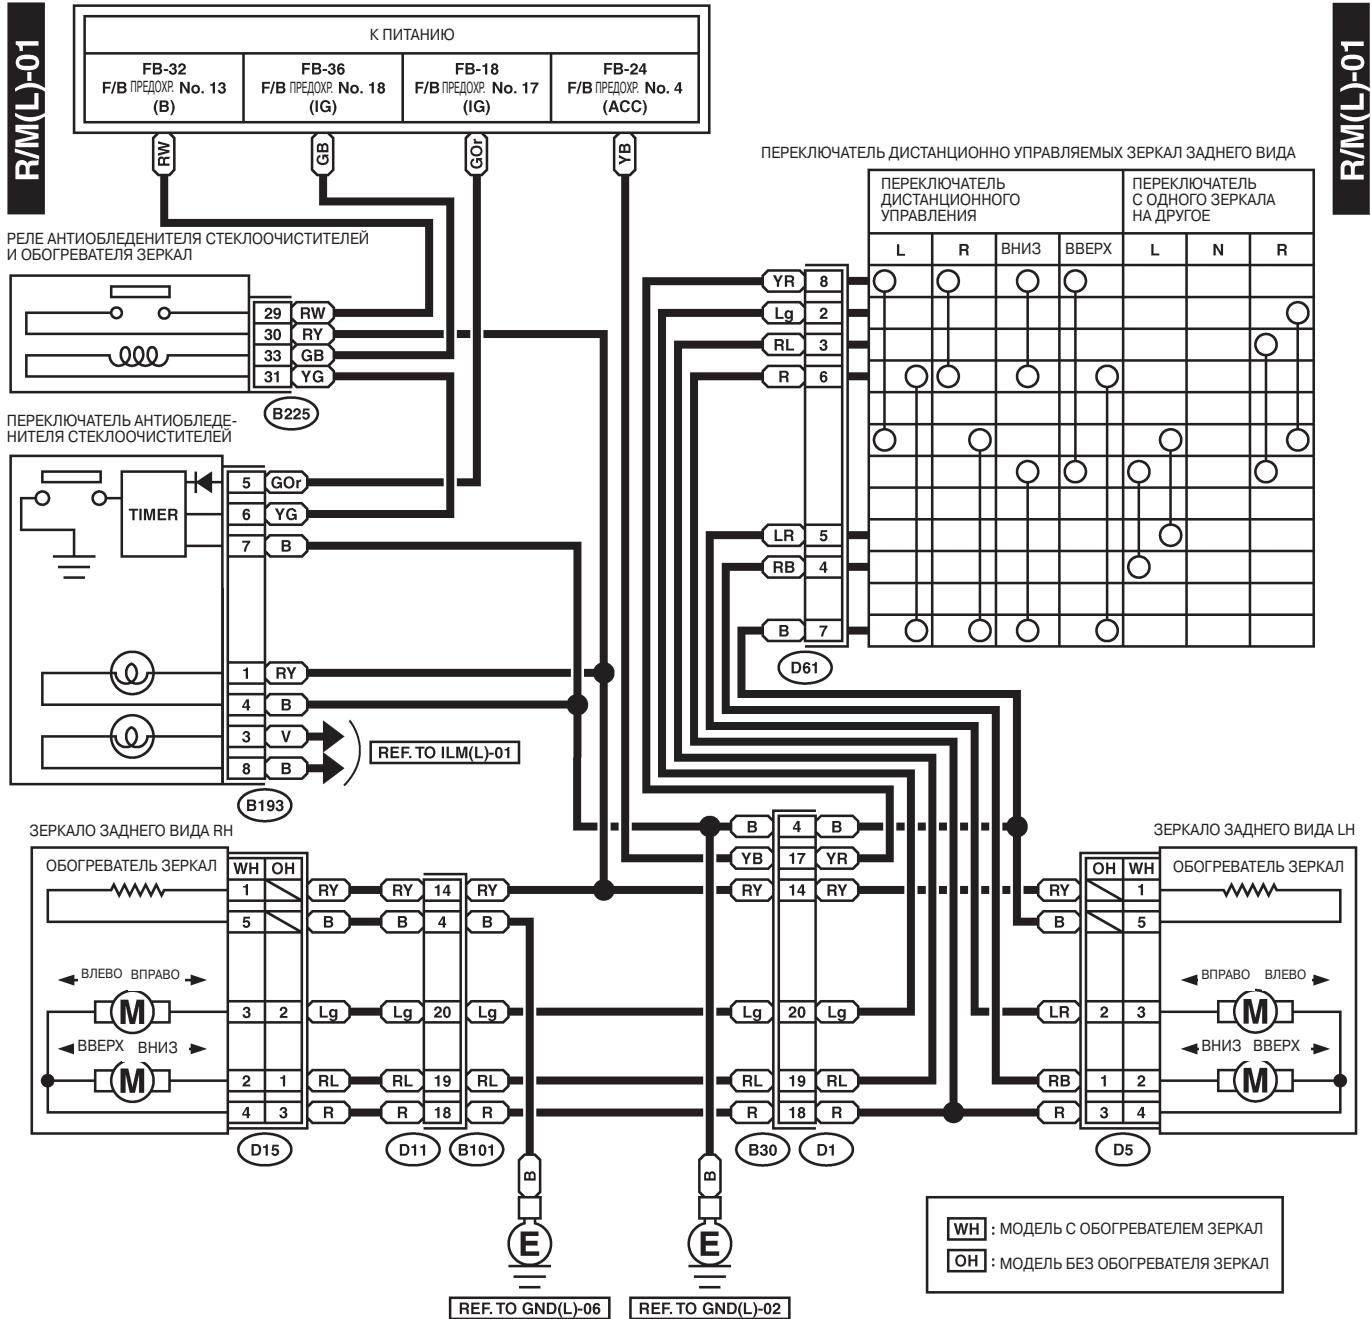 R/M(L)-01
R/M(L)-01
К ПИТАНИЮ
FB-32
F/B ПРЕДОХР. No. 13
(B)
FB-36
F/B ПРЕДОХР. No. 18
(IG)
FB-18
F/B ПРЕДОХР. No. 17
(IG)
FB-24
F/B ПРЕДОХР. No. 4
(ACC)
RW
GB
GOr
YB
ПЕРЕКЛЮЧАТЕЛЬ ДИСТАНЦИОННО УПРАВЛЯЕМЫХ ЗЕРКАЛ ЗАДНЕГО ВИДА
ПЕРЕКЛЮЧАТЕЛЬ
ДИСТАНЦИОННОГО
УПРАВЛЕНИЯ
ПЕРЕКЛЮЧАТЕЛЬ
С ОДНОГО ЗЕРКАЛА
НА ДРУГОЕ
L R ВНИЗ ВВЕРХ L N R
YR 8
Lg 2
RL 3
R 6
LR 5
RB 4
B 7
D61
РЕЛЕ АНТИОБЛЕДЕНИТЕЛЯ СТЕКЛООЧИСТИТЕЛЕЙ
И ОБОГРЕВАТЕЛЯ ЗЕРКАЛ
29 RW
30 RY
33 GB
31 YG
B225
ПЕРЕКЛЮЧАТЕЛЬ АНТИОБЛЕДЕ-
НИТЕЛЯ СТЕКЛООЧИСТИТЕЛЕЙ
TIMER
5 GOr
6 YG
7 B
1 RY
4 B
3 V
8 B
REF. TO ILM(L)-01
B193
ЗЕРКАЛО ЗАДНЕГО ВИДА RH
ОБОГРЕВАТЕЛЬ ЗЕРКАЛ
WH OH
1 RY RY 14 RY
5 B B 4 B
ВЛЕВО ВПРАВО
M 3 2 Lg Lg 20 Lg
ВВЕРХ ВНИЗ
M 2 1 RL RL 19 RL
4 3 R R 18 R
D15
D11
B101
B 4 B
YB 17 YR
RY 14 RY
Lg 20 Lg
RL 19 RL
R 18 R
B30
D1
ЗЕРКАЛО ЗАДНЕГО ВИДА LH
ОБОГРЕВАТЕЛЬ ЗЕРКАЛ
OH WH
RY 1
B 5
ВПРАВО ВЛЕВО
LR 2 3 M
ВНИЗ ВВЕРХ
RB 1 2 M
R 3 4
D5
B
E
REF. TO GND(L)-06
B
E
REF. TO GND(L)-02
WH : МОДЕЛЬ С ОБОГРЕВАТЕЛЕМ ЗЕРКАЛ
OH : МОДЕЛЬ БЕЗ ОБОГРЕВАТЕЛЯ ЗЕРКАЛ